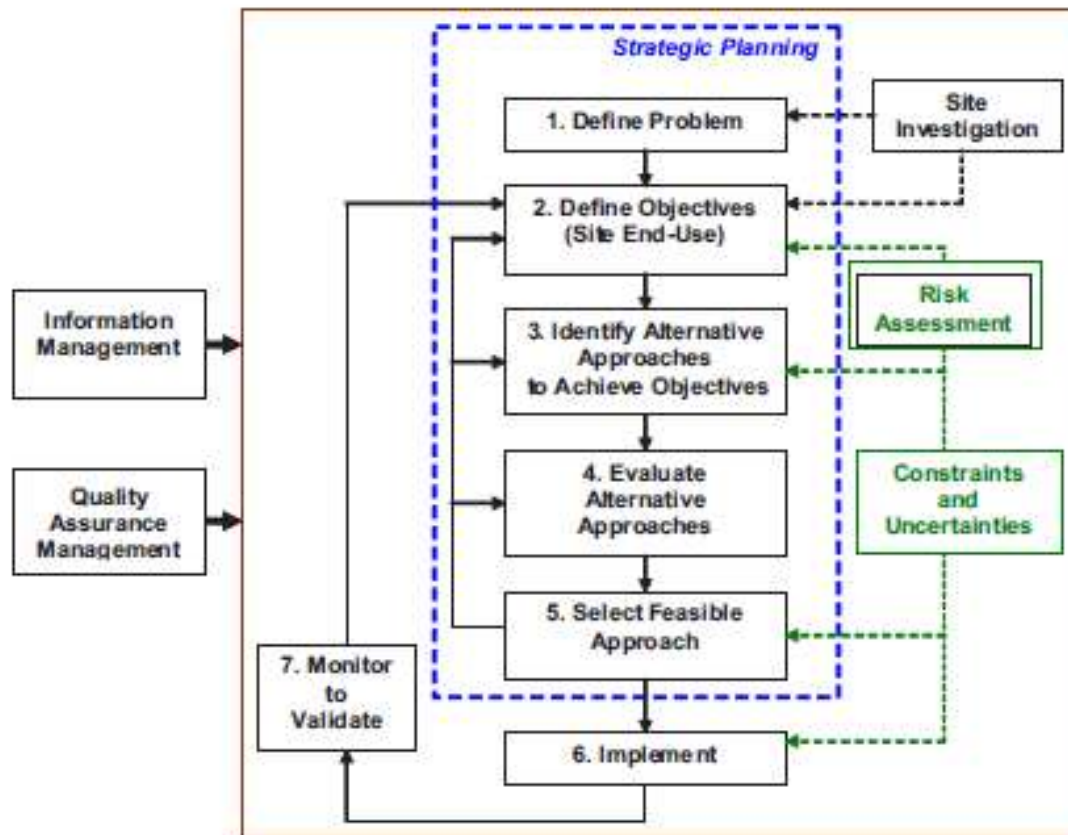 Strategic Planning
1. Define Problem
Site
Investigation
2. Define Objectives
(Site End-Use)
Information
Management
Risk
Assessment
3. Identify Alternative
Approaches
to Achieve Objectives
Quality
Assurance
Management
4. Evaluate
Alternative
Approaches
Constraints
and
Uncertainties
5. Select Feasible
Approach
7. Monitor
to
Validate
6. Implement